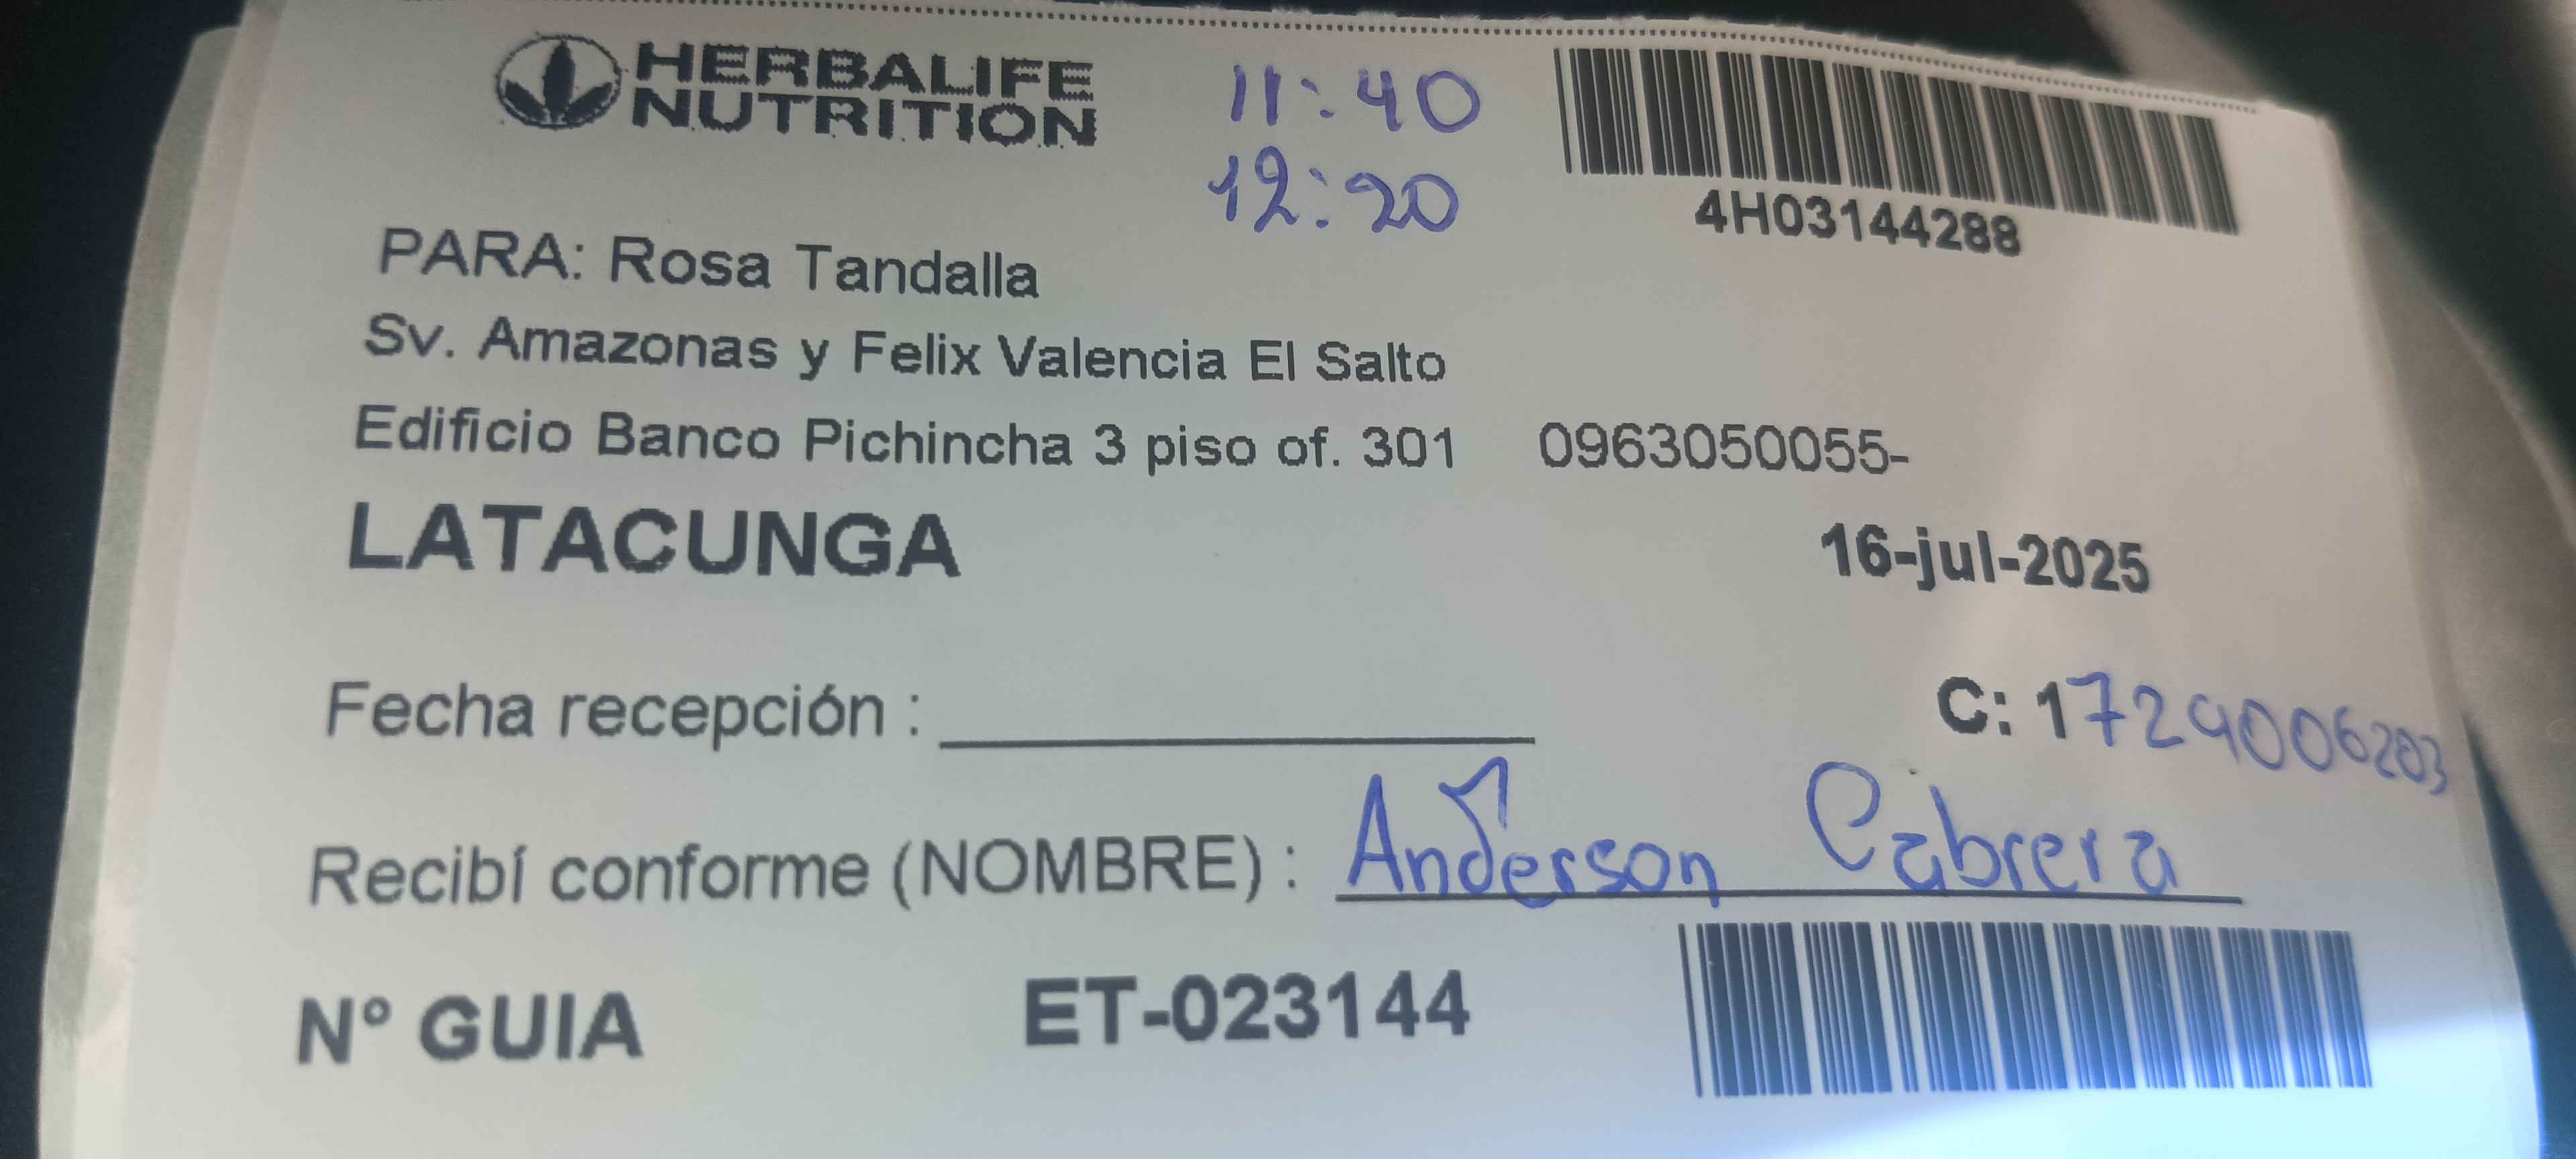 HERBALIFE
NUTRITION
11:40
12:20
4H03144288
PARA: Rosa Tandalla
Sv. Amazonas y Felix Valencia El Salto
Edificio Banco Pichincha 3 piso of. 301 0963050055-
LATACUNGA
16-jul-2025
Fecha recepción :
C: 1724006203
Recibí conforme (NOMBRE) : Anderson Cabrera
N° GUIA ET-023144